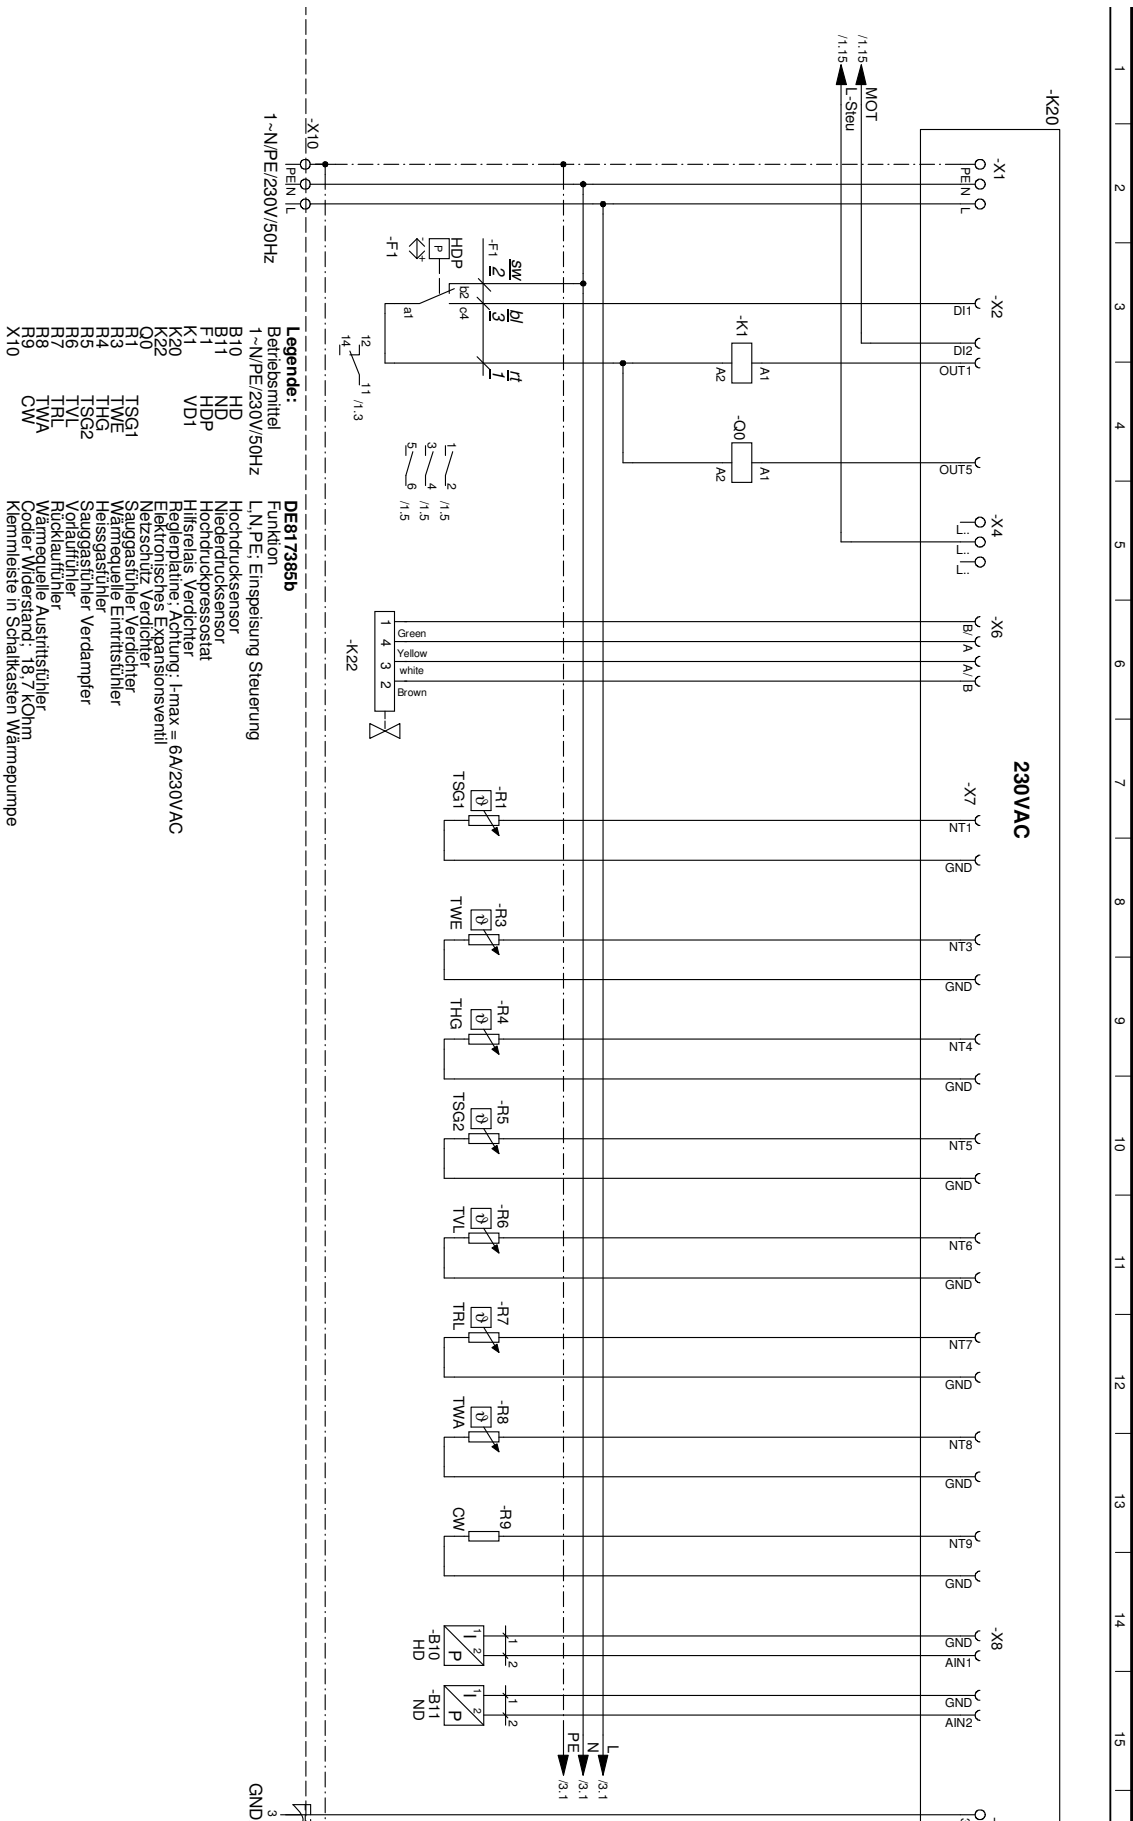 1
2
3
4
5
6
7
8
9
10
11
12
13
14
15
-K20
230VAC
/1.15
MOT
/1.15
L-Steu
-X1
PE
N
L
-X2
DI1
DI2
OUT1
OUT5
-X4
L:
L:
L:
-X6
B/
A
A/
B
-X7
NT1
GND
NT3
GND
NT4
GND
NT5
GND
NT6
GND
NT7
GND
NT8
GND
NT9
GND
-X8
GND
AIN1
GND
AIN2
-K1
A1
A2
-Q0
A1
A2
L
/3.1
N
/3.1
PE
/3.1
sw
2
bl
3
rt
1
-F1
HDP
P
-F1
b2
c4
a1
12
14
11
/1.3
1
2
/1.5
3
4
/1.5
5
6
/1.5
1
4
3
2
Green
Yellow
white
Brown
-K22
-R1
TSG1
-R3
TWE
-R4
THG
-R5
TSG2
-R6
TVL
-R7
TRL
-R8
TWA
-R9
CW
1
2
1
2
I
P
-B10
HD
1
2
1
2
I
P
-B11
ND
-X10
PE
N
L
1~N/PE/230V/50Hz
GND
3
Legende: DE817385b
Betriebsmittel Funktion
1~N/PE/230V/50Hz L,N,PE; Einspeisung Steuerung
B10 HD Hochdrucksensor
B11 ND Niederdrucksensor
F1 HDP Hochdruckpressostat
K1 VD1 Hilfsrelais Verdichter
K20 Reglerplatine; Achtung: I-max = 6A/230VAC
K22 Elektronisches Expansionsventil
Q0 Netzschütz Verdichter
R1 TSG1 Sauggasfühler Verdichter
R3 TWE Wärmequelle Eintrittsfühler
R4 THG Heissgasfühler
R5 TSG2 Sauggasfühler Verdampfer
R6 TVL Vorlauffühler
R7 TRL Rücklauffühler
R8 TWA Wärmequelle Austrittsfühler
R9 CW Codier Widerstand; 18,7 kOhm
X10 Klemmleiste in Schaltkasten Wärmepumpe